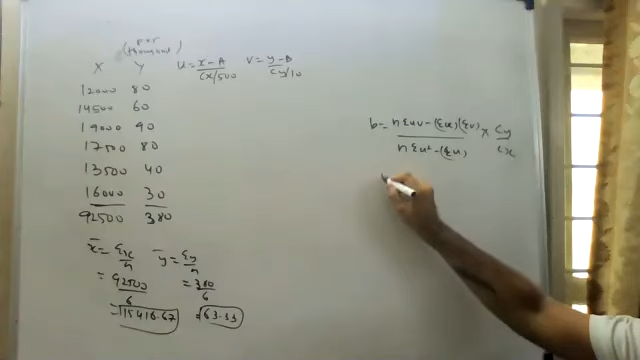 per
(thousand)
X Y U = x-A / Cx/500 V = y-B / Cy/10
12000 80
14500 60
19000 90
17500 80
13500 40
16000 30
92500 380
b = nΣuv - (Σu)(Σv) / nΣu² - (Σu) × Cy / Cx
x̄ = Σx/n ȳ = Σy/n
= 92500/6 = 380/6
= 15416.67 = 63.33